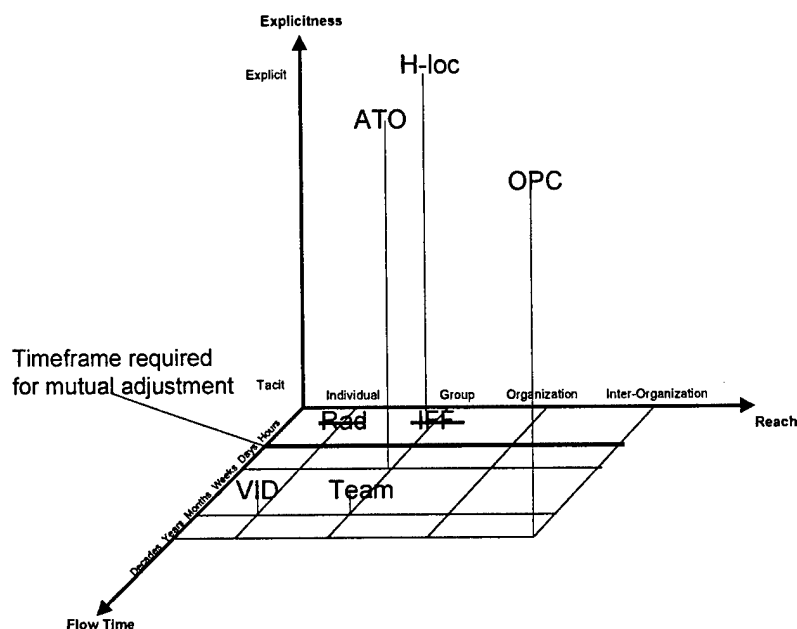 Explicitness
H-loc
Explicit
ATO
OPC
Timeframe required
for mutual adjustment
Tacit
Individual
Group
Organization
Inter-Organization
Reach
Rad
IFF
Hours
Days
Weeks
VID
Team
Months
Years
Decades
Flow Time